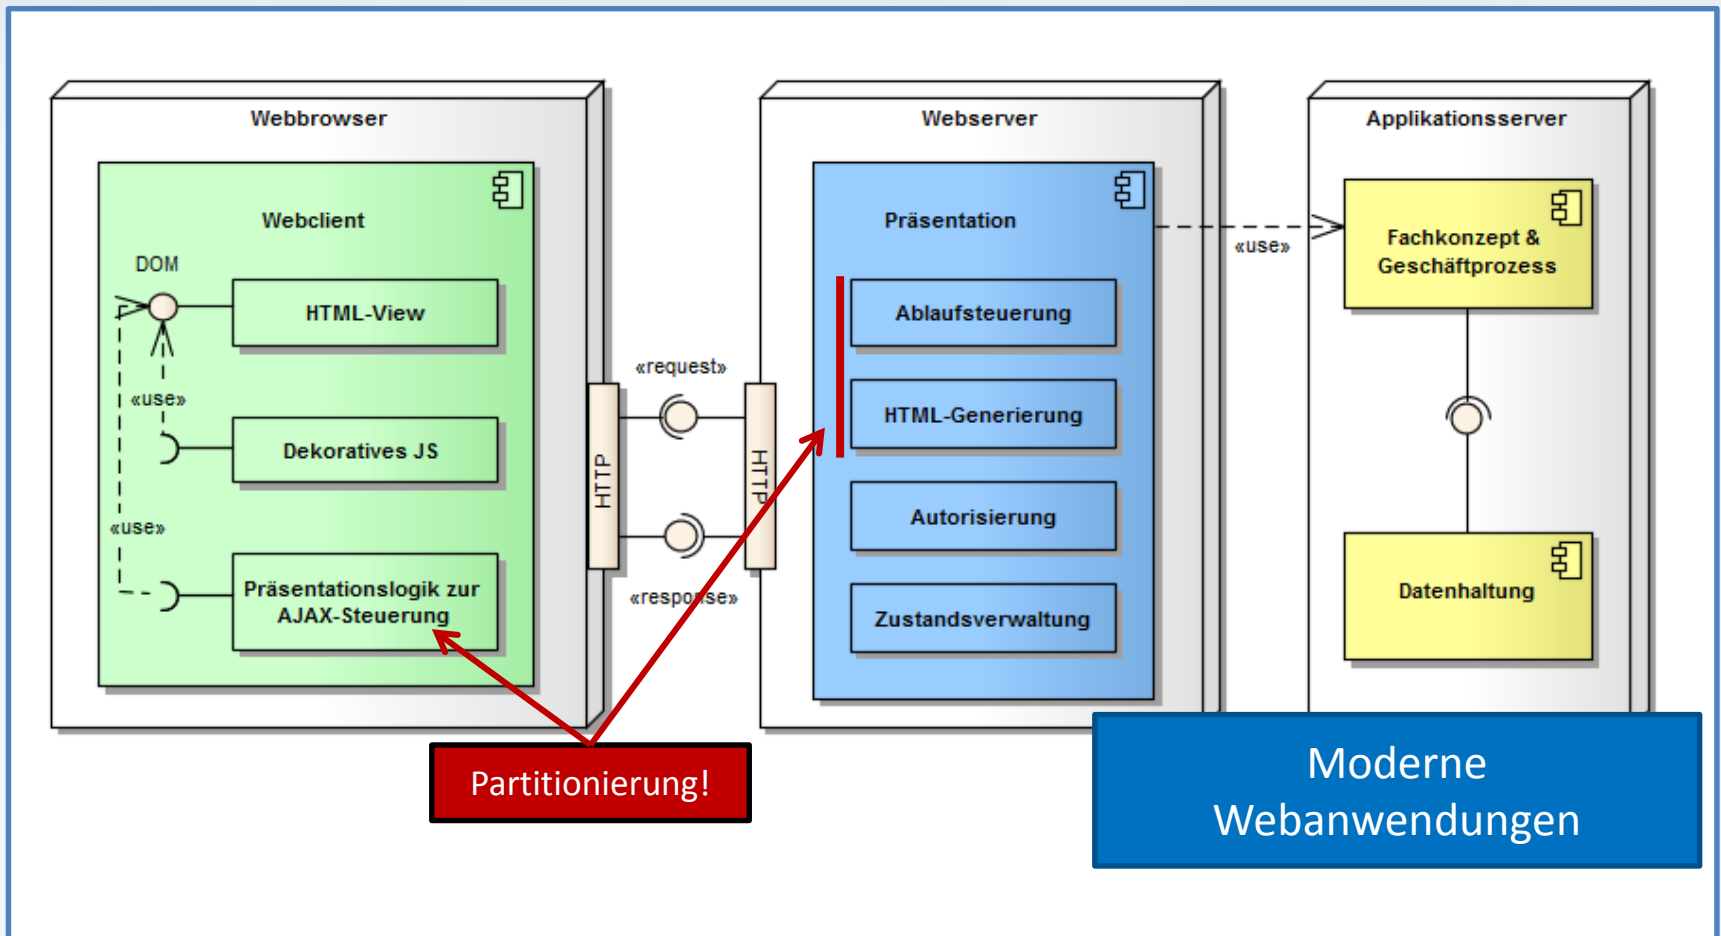 Webbrowser
Webclient
DOM
HTML-View
«use»
Dekoratives JS
«use»
Präsentationslogik zur
AJAX-Steuerung
HTTP
«request»
«response»
HTTP
Webserver
Präsentation
Ablaufsteuerung
HTML-Generierung
Autorisierung
Zustandsverwaltung
«use»
Applikationsserver
Fachkonzept &
Geschäftprozess
Datenhaltung
Partitionierung!
Moderne
Webanwendungen